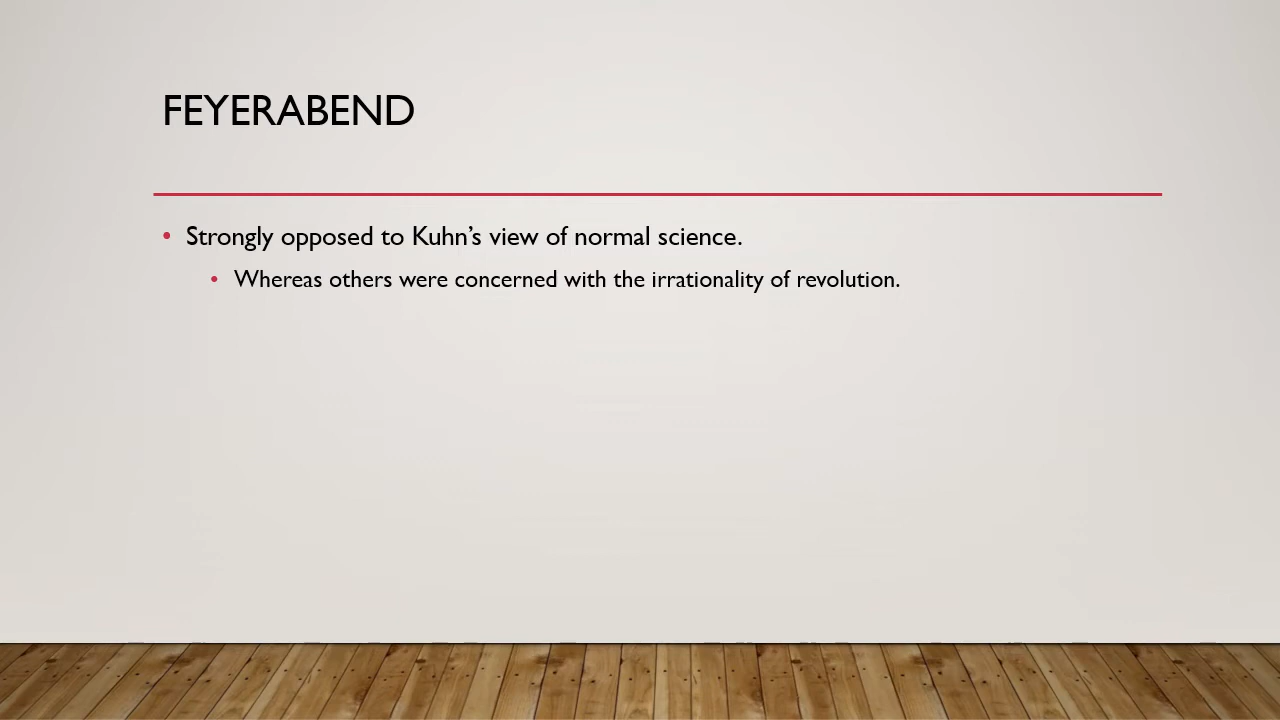 FEYERABEND
• Strongly opposed to Kuhn’s view of normal science.
• Whereas others were concerned with the irrationality of revolution.